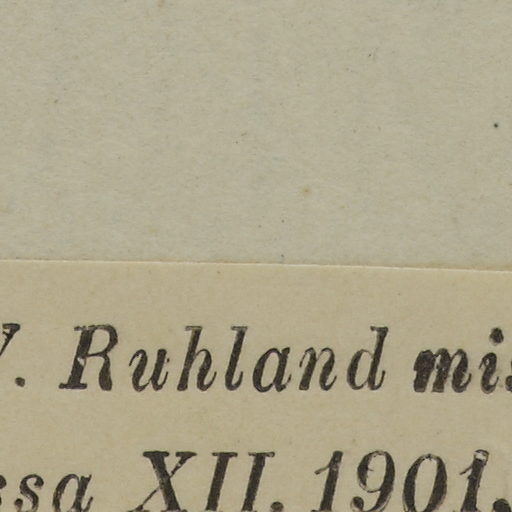 . Ruhland mis
ssa XII. 1901.